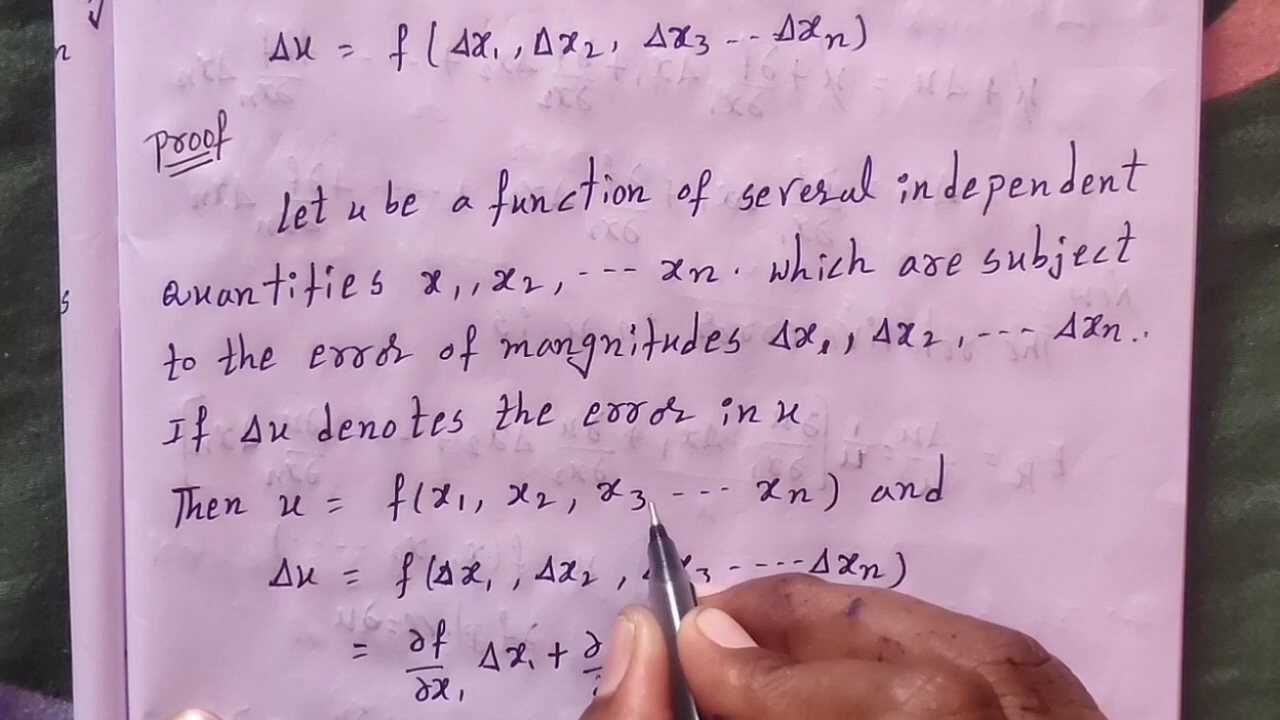 Δu = f(Δx₁, Δx₂, Δx₃ -- Δxₙ)
Proof
Let u be a function of several independent
quantities x₁,, x₂, --- xₙ. which are subject
to the error of mangnitudes Δx₁, Δx₂, --- Δxₙ..
If Δu denotes the error in u
Then u = f(x₁, x₂, x₃ --- xₙ) and
Δu = f(Δx₁, Δx₂, Δx₃ ---- Δxₙ)
= ∂f/∂x₁ Δx₁ + ∂